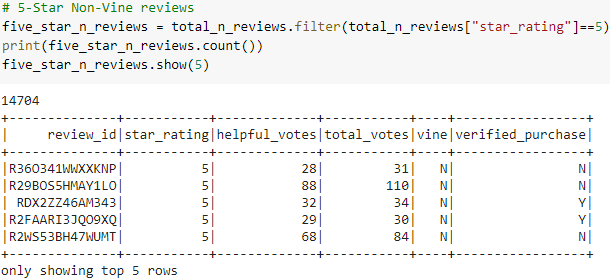 # 5-Star Non-Vine reviews
five_star_n_reviews = total_n_reviews.filter(total_n_reviews["star_rating"]==5)
print(five_star_n_reviews.count())
five_star_n_reviews.show(5)
14704
+--------------+-----------+-------------+-----------+----+-----------------+
|     review_id|star_rating|helpful_votes|total_votes|vine|verified_purchase|
+--------------+-----------+-------------+-----------+----+-----------------+
|R36O341WWXXKNP|          5|           28|         31|   N|                N|
|R29BOS5HMAY1LO|          5|           88|        110|   N|                N|
| RDX2ZZ46AM343|          5|           32|         34|   N|                Y|
|R2FAARI3JQO9XQ|          5|           29|         30|   N|                Y|
|R2WS53BH47WUMT|          5|           68|         84|   N|                N|
+--------------+-----------+-------------+-----------+----+-----------------+
only showing top 5 rows